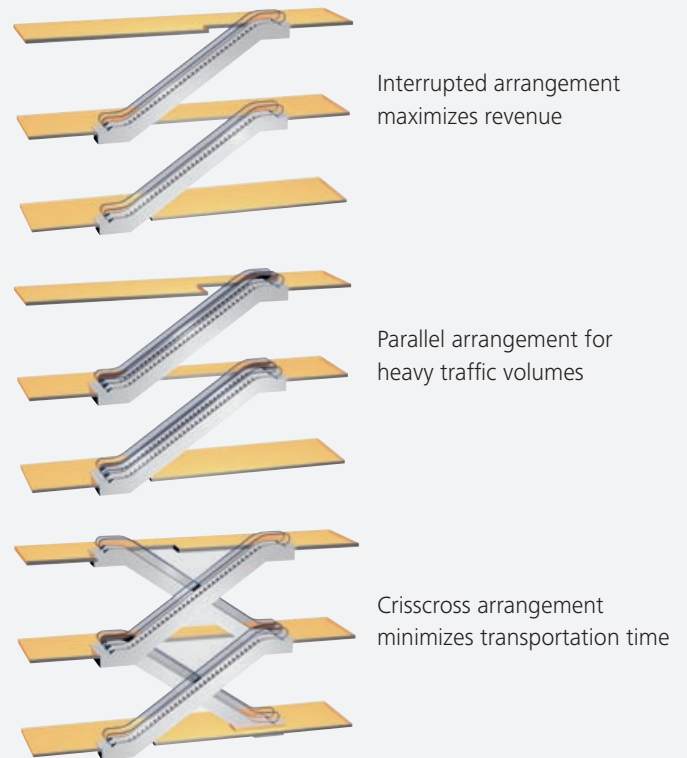 Interrupted arrangement
maximizes revenue
Parallel arrangement for
heavy traffic volumes
Crisscross arrangement
minimizes transportation time